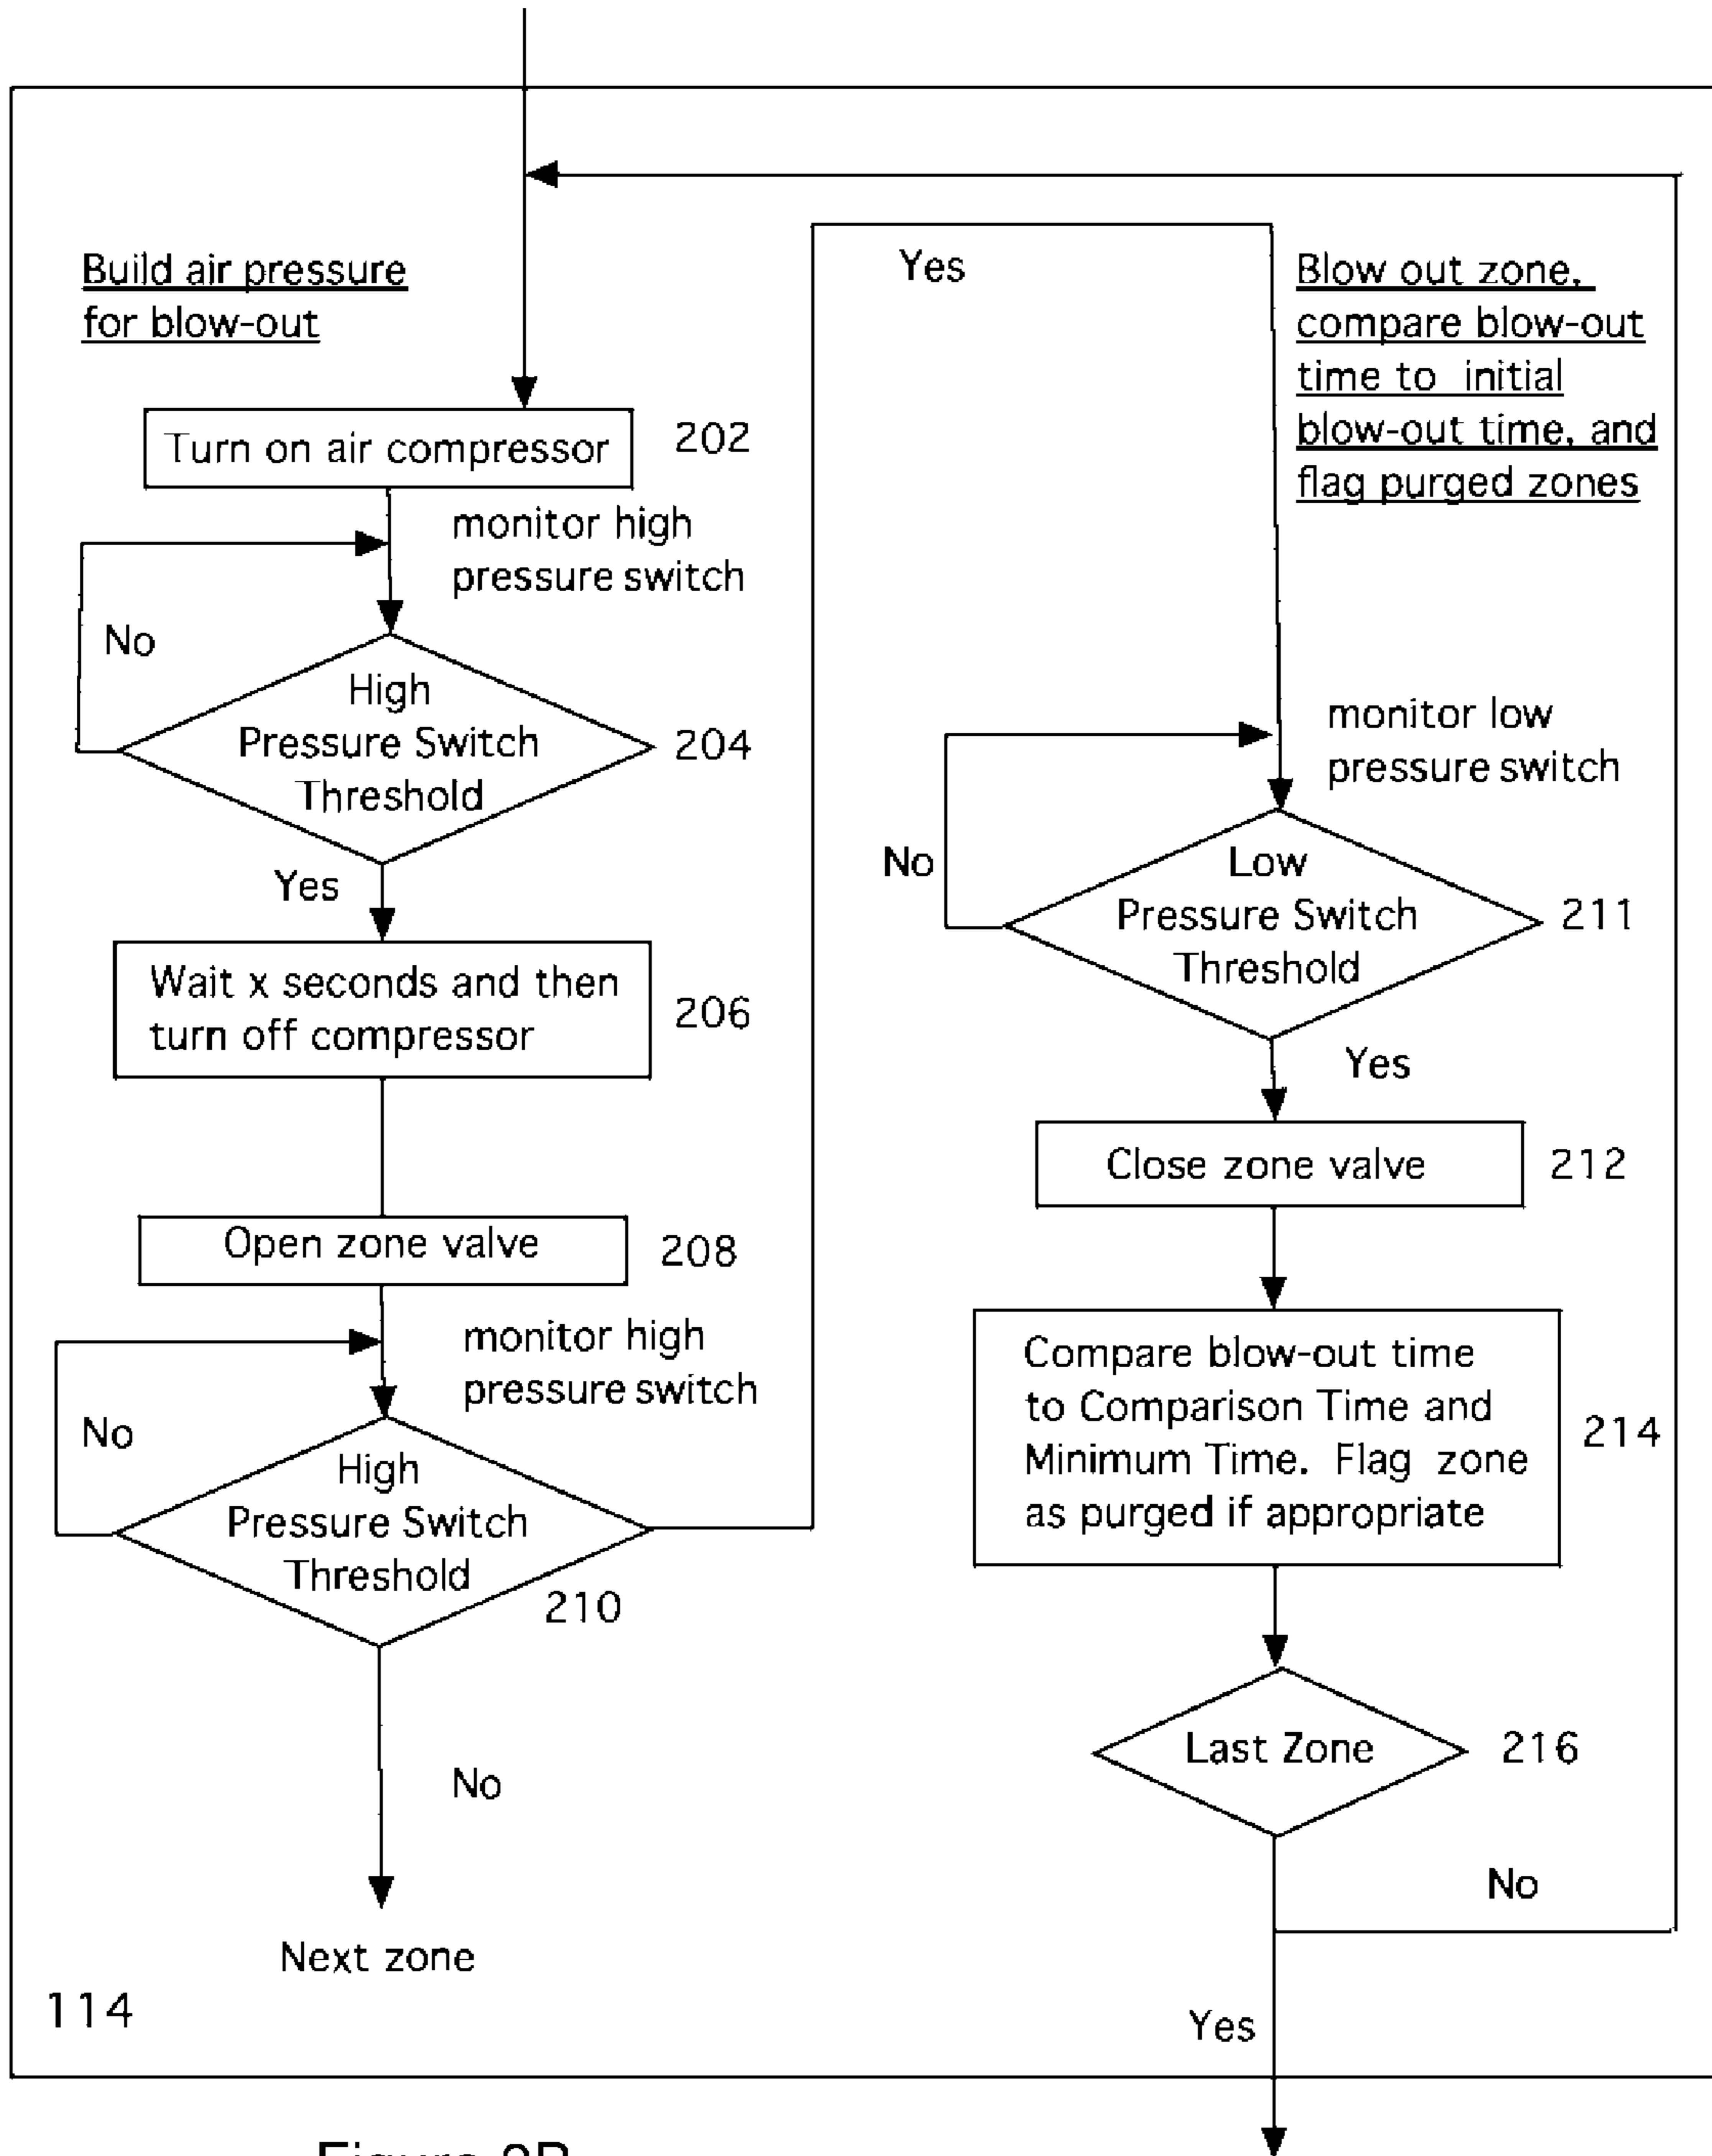 Build air pressure
for blow-out
Turn on air compressor
202
monitor high
pressure switch
No
High
Pressure Switch
Threshold
204
Yes
Wait x seconds and then
turn off compressor
206
Open zone valve
208
monitor high
pressure switch
No
High
Pressure Switch
Threshold
210
No
Next zone
114
Yes
Blow out zone,
compare blow-out
time to initial
blow-out time, and
flag purged zones
monitor low
pressure switch
No
Low
Pressure Switch
Threshold
211
Yes
Close zone valve
212
Compare blow-out time
to Comparison Time and
Minimum Time. Flag zone
as purged if appropriate
214
Last Zone
216
No
Yes